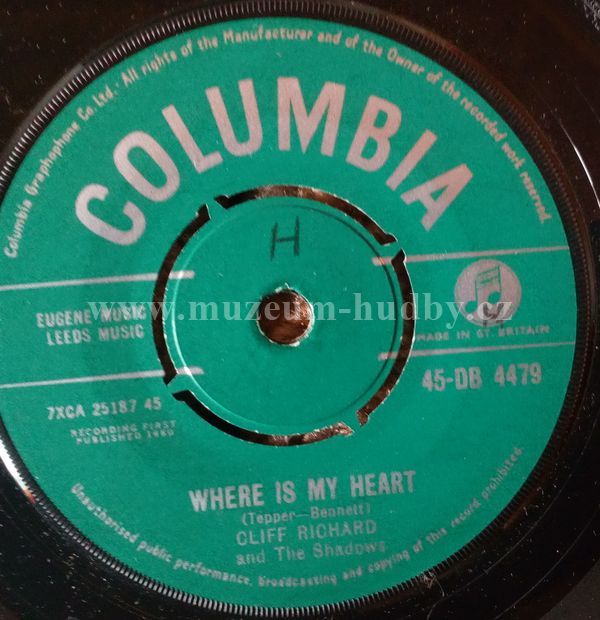 Columbia Graphophone Co. Ltd. · All rights of the Manufacturer and of the Owner of the recorded work reserved.
COLUMBIA
H
www.muzeum-hudby.cz
EUGENE MUSIC
LEEDS MUSIC
MADE IN GT. BRITAIN
45-DB 4479
7XCA 25187 45
RECORDING FIRST
PUBLISHED 1960
WHERE IS MY HEART
(Tepper—Bennett)
CLIFF RICHARD
and The Shadows
Unauthorised public performance, broadcasting and copying of this record prohibited.